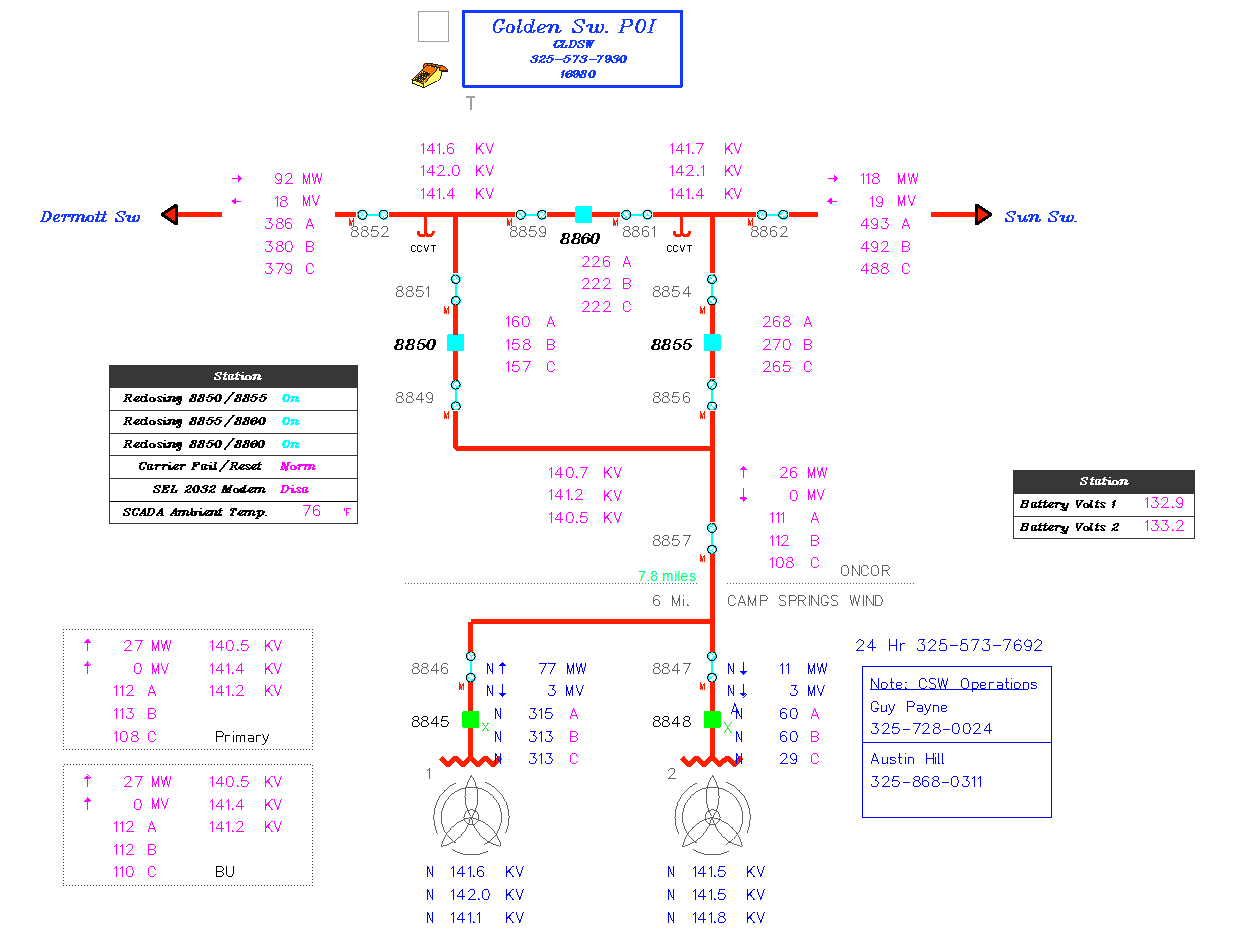 Golden Sw. POI
CLDSW
325-573-7930
16980
T
141.6 KV
142.0 KV
141.4 KV
141.7 KV
142.1 KV
141.4 KV
Dermott Sw
→ 92 MW
← 18 MV
386 A
380 B
379 C
→ 118 MW
← 19 MV
493 A
492 B
488 C
Sun Sw.
M 8852
CCVT
M 8859
8860
M 8861
CCVT
M 8862
226 A
222 B
222 C
8851 M
8854 M
160 A
158 B
157 C
268 A
270 B
265 C
8850
8855
8849 M
8856 M
Station
Reclosing 8850/8855 On
Reclosing 8855/8860 On
Reclosing 8850/8860 On
Carrier Fail/Reset Norm
SEL 2032 Modem Disa
SCADA Ambient Temp. 76 °F
140.7 KV
141.2 KV
140.5 KV
↑ 26 MW
↓ 0 MV
111 A
112 B
108 C
Station
Battery Volts 1 132.9
Battery Volts 2 133.2
8857 M
7.8 miles
ONCOR
6 Mi.
CAMP SPRINGS WIND
↑ 27 MW 140.5 KV
↑ 0 MV 141.4 KV
112 A 141.2 KV
113 B
108 C Primary
↑ 27 MW 140.5 KV
↑ 0 MV 141.4 KV
112 A 141.2 KV
112 B
110 C BU
8846 M
N ↑ 77 MW
N ↓ 3 MV
N 315 A
N 313 B
N 313 C
8845 X
1
8847 M
N ↓ 11 MW
N ↓ 3 MV
A N 60 A
N 60 B
N 29 C
8848 X
2
24 Hr 325-573-7692
Note: CSW Operations
Guy Payne
325-728-0024
Austin Hill
325-868-0311
N 141.6 KV
N 142.0 KV
N 141.1 KV
N 141.5 KV
N 141.5 KV
N 141.8 KV